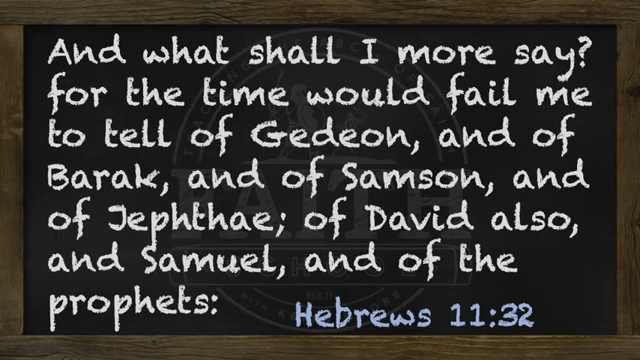 And what shall I more say?
for the time would fail me
to tell of Gedeon, and of
Barak, and of Samson, and
of Jephthae; of David also,
and Samuel, and of the
prophets:
Hebrews 11:32
FAITH